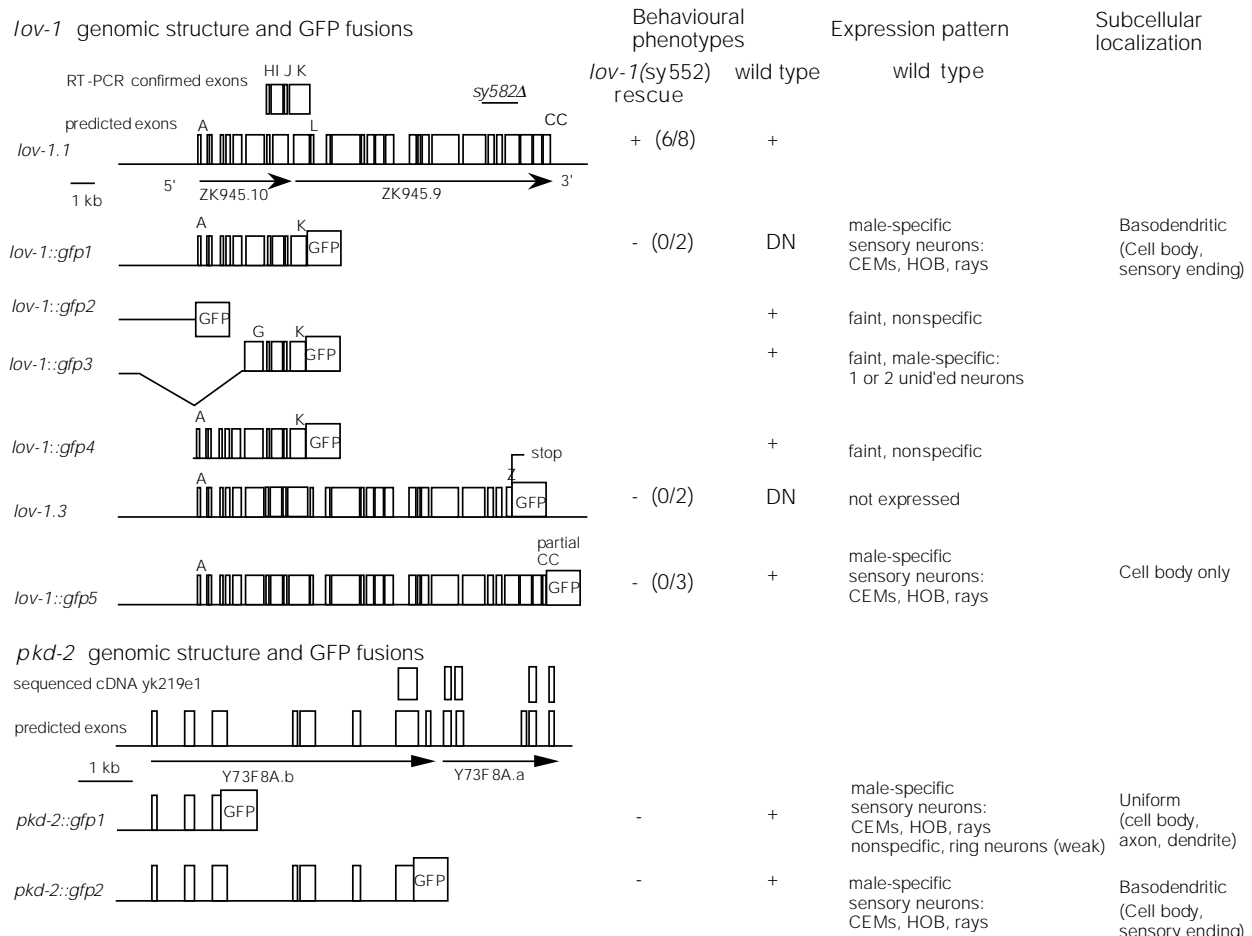 lov-1 genomic structure and GFP fusions
Behavioural phenotypes
Expression pattern
Subcellular localization
lov-1(sy552) rescue
wild type
wild type
RT-PCR confirmed exons
HI J K
sy582Δ
predicted exons
A
L
CC
lov-1.1
+ (6/8)
+
1 kb
5'
ZK945.10
ZK945.9
3'
A
K
lov-1::gfp1
GFP
- (0/2)
DN
male-specific
sensory neurons:
CEMs, HOB, rays
Basodendritic
(Cell body,
sensory ending)
lov-1::gfp2
GFP
+
faint, nonspecific
G
K
lov-1::gfp3
GFP
+
faint, male-specific:
1 or 2 unid'ed neurons
A
K
lov-1::gfp4
GFP
+
faint, nonspecific
stop
A
Z
lov-1.3
GFP
- (0/2)
DN
not expressed
partial
CC
A
lov-1::gfp5
GFP
- (0/3)
+
male-specific
sensory neurons:
CEMs, HOB, rays
Cell body only
pkd-2 genomic structure and GFP fusions
sequenced cDNA yk219e1
predicted exons
1 kb
Y73F8A.b
Y73F8A.a
pkd-2::gfp1
GFP
-
+
male-specific
sensory neurons:
CEMs, HOB, rays
nonspecific, ring neurons (weak)
Uniform
(cell body,
axon, dendrite)
pkd-2::gfp2
GFP
-
+
male-specific
sensory neurons:
CEMs, HOB, rays
Basodendritic
(Cell body,
sensory ending)